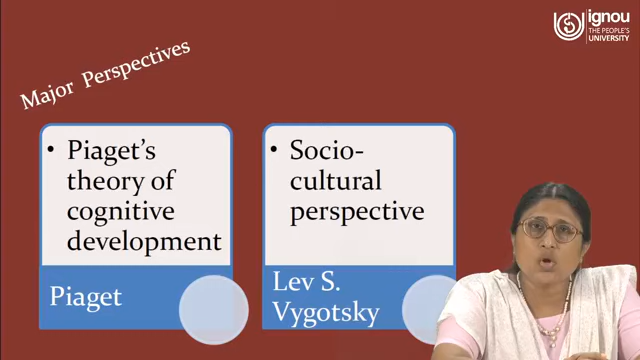 ignou
THE PEOPLE'S
UNIVERSITY
Major Perspectives
• Piaget's
theory of
cognitive
development
Piaget
• Socio-
cultural
perspective
Lev S.
Vygotsky